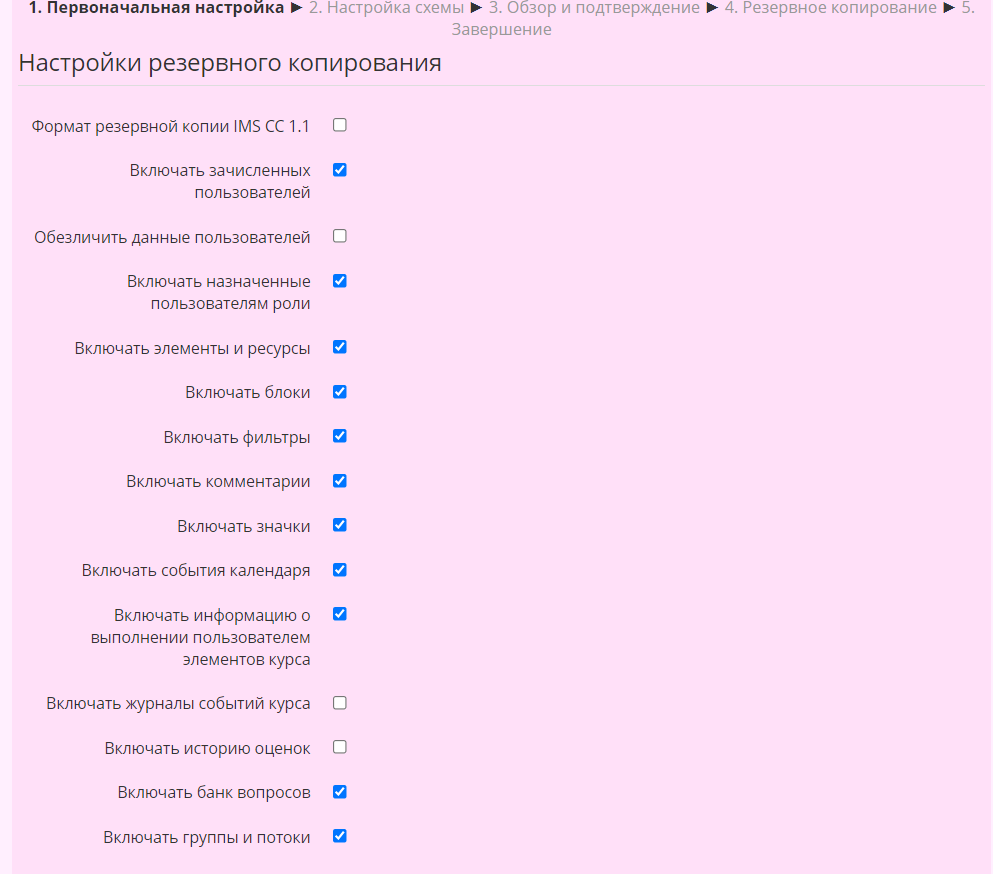 1. Первоначальная настройка ► 2. Настройка схемы ► 3. Обзор и подтверждение ► 4. Резервное копирование ► 5.
Завершение
Настройки резервного копирования
Формат резервной копии IMS CC 1.1
Включать зачисленных
пользователей
Обезличить данные пользователей
Включать назначенные
пользователям роли
Включать элементы и ресурсы
Включать блоки
Включать фильтры
Включать комментарии
Включать значки
Включать события календаря
Включать информацию о
выполнении пользователем
элементов курса
Включать журналы событий курса
Включать историю оценок
Включать банк вопросов
Включать группы и потоки